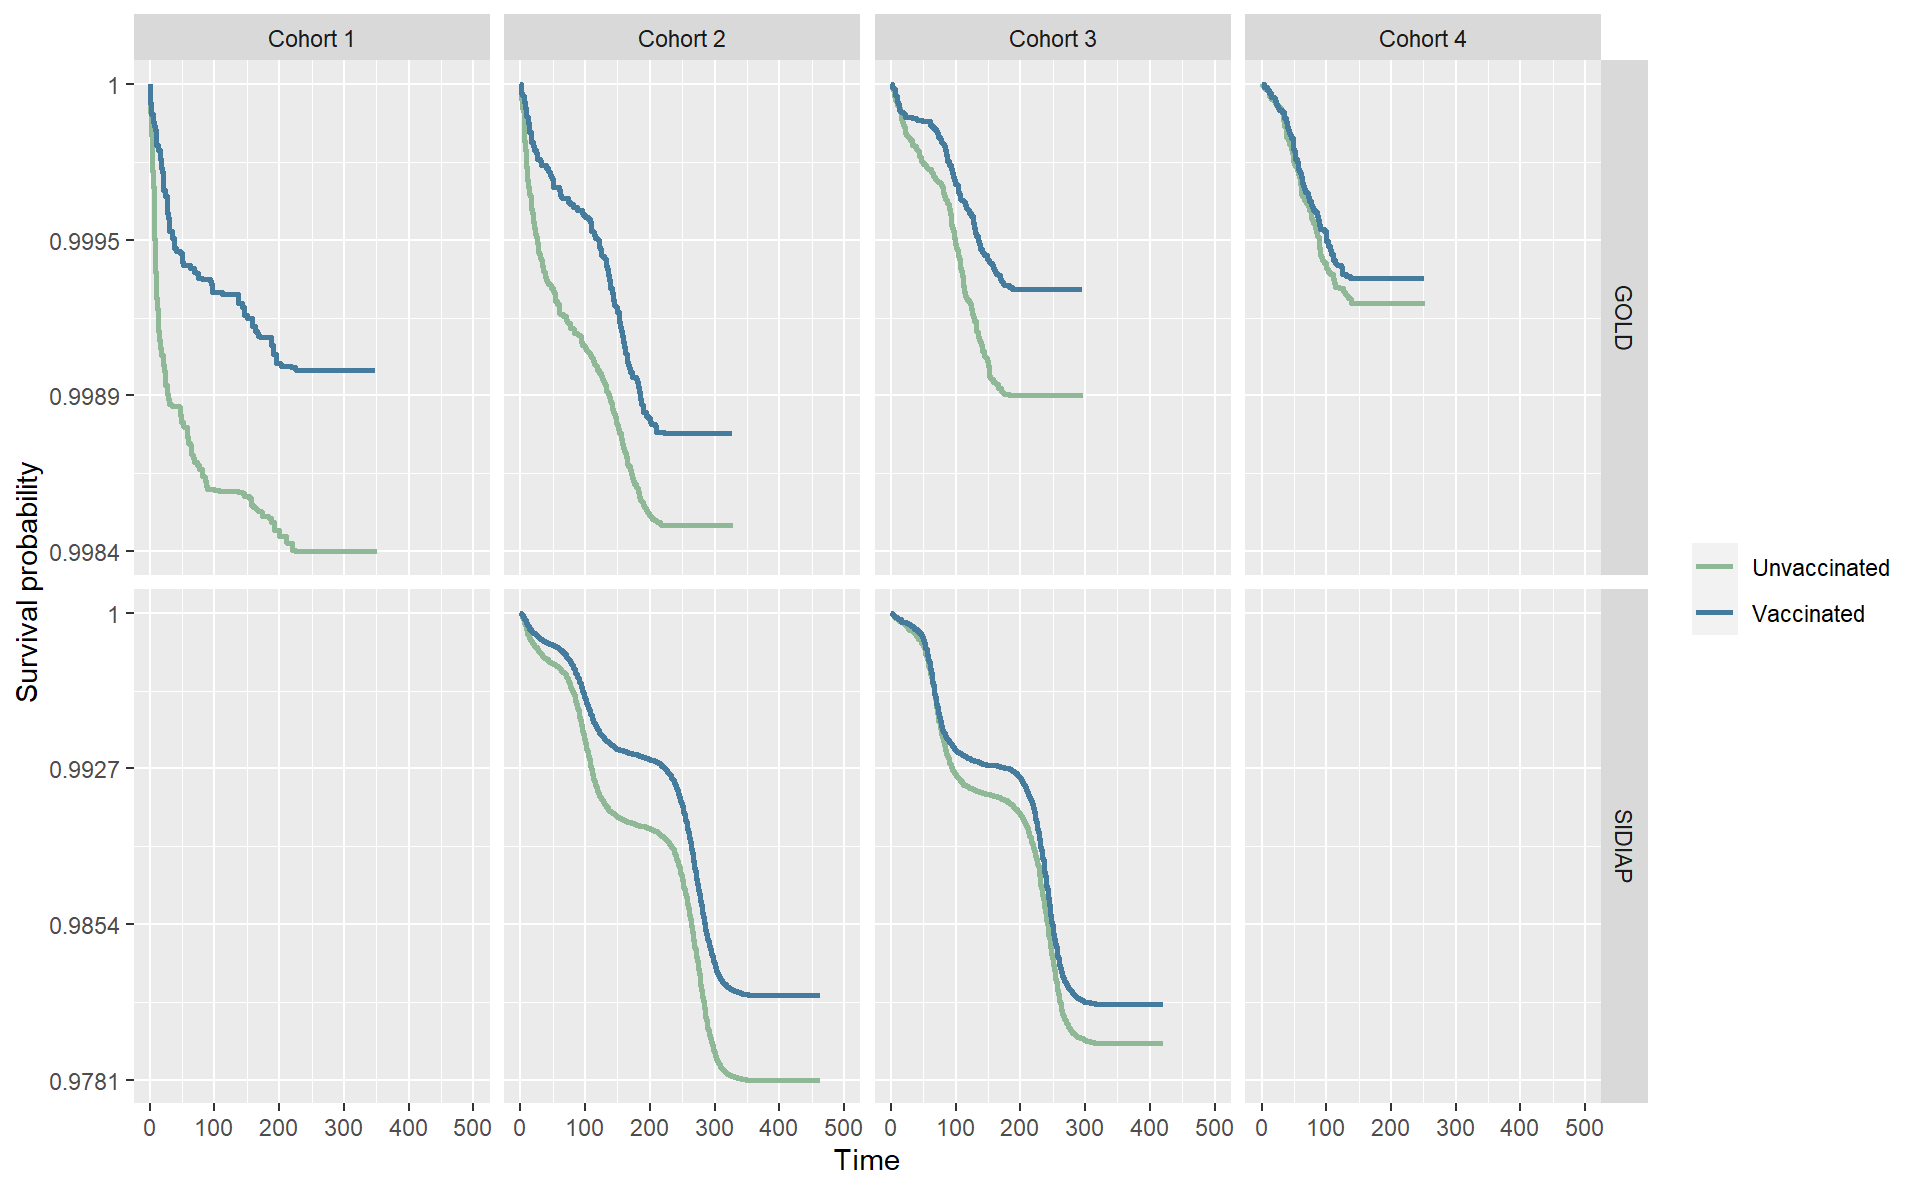 Cohort 1
Cohort 2
Cohort 3
Cohort 4
1
0.9995
0.9989
0.9984
GOLD
Survival probability
1
0.9927
0.9854
0.9781
SIDIAP
Unvaccinated
Vaccinated
0 100 200 300 400 500
0 100 200 300 400 500
0 100 200 300 400 500
0 100 200 300 400 500
Time